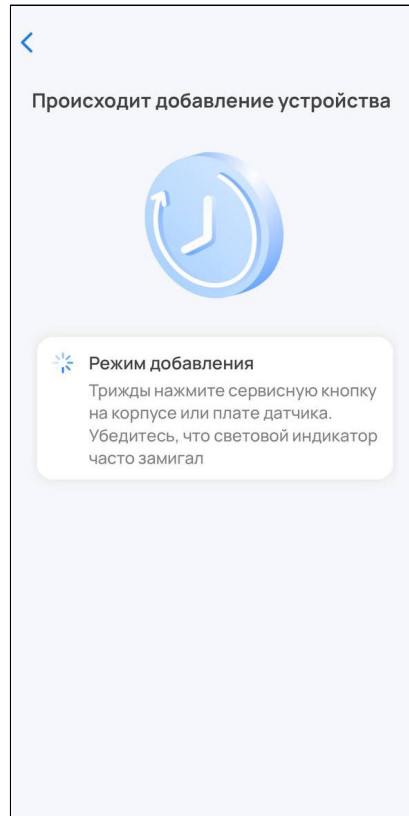 Происходит добавление устройства
Режим добавления
Трижды нажмите сервисную кнопку
на корпусе или плате датчика.
Убедитесь, что световой индикатор
часто замигал